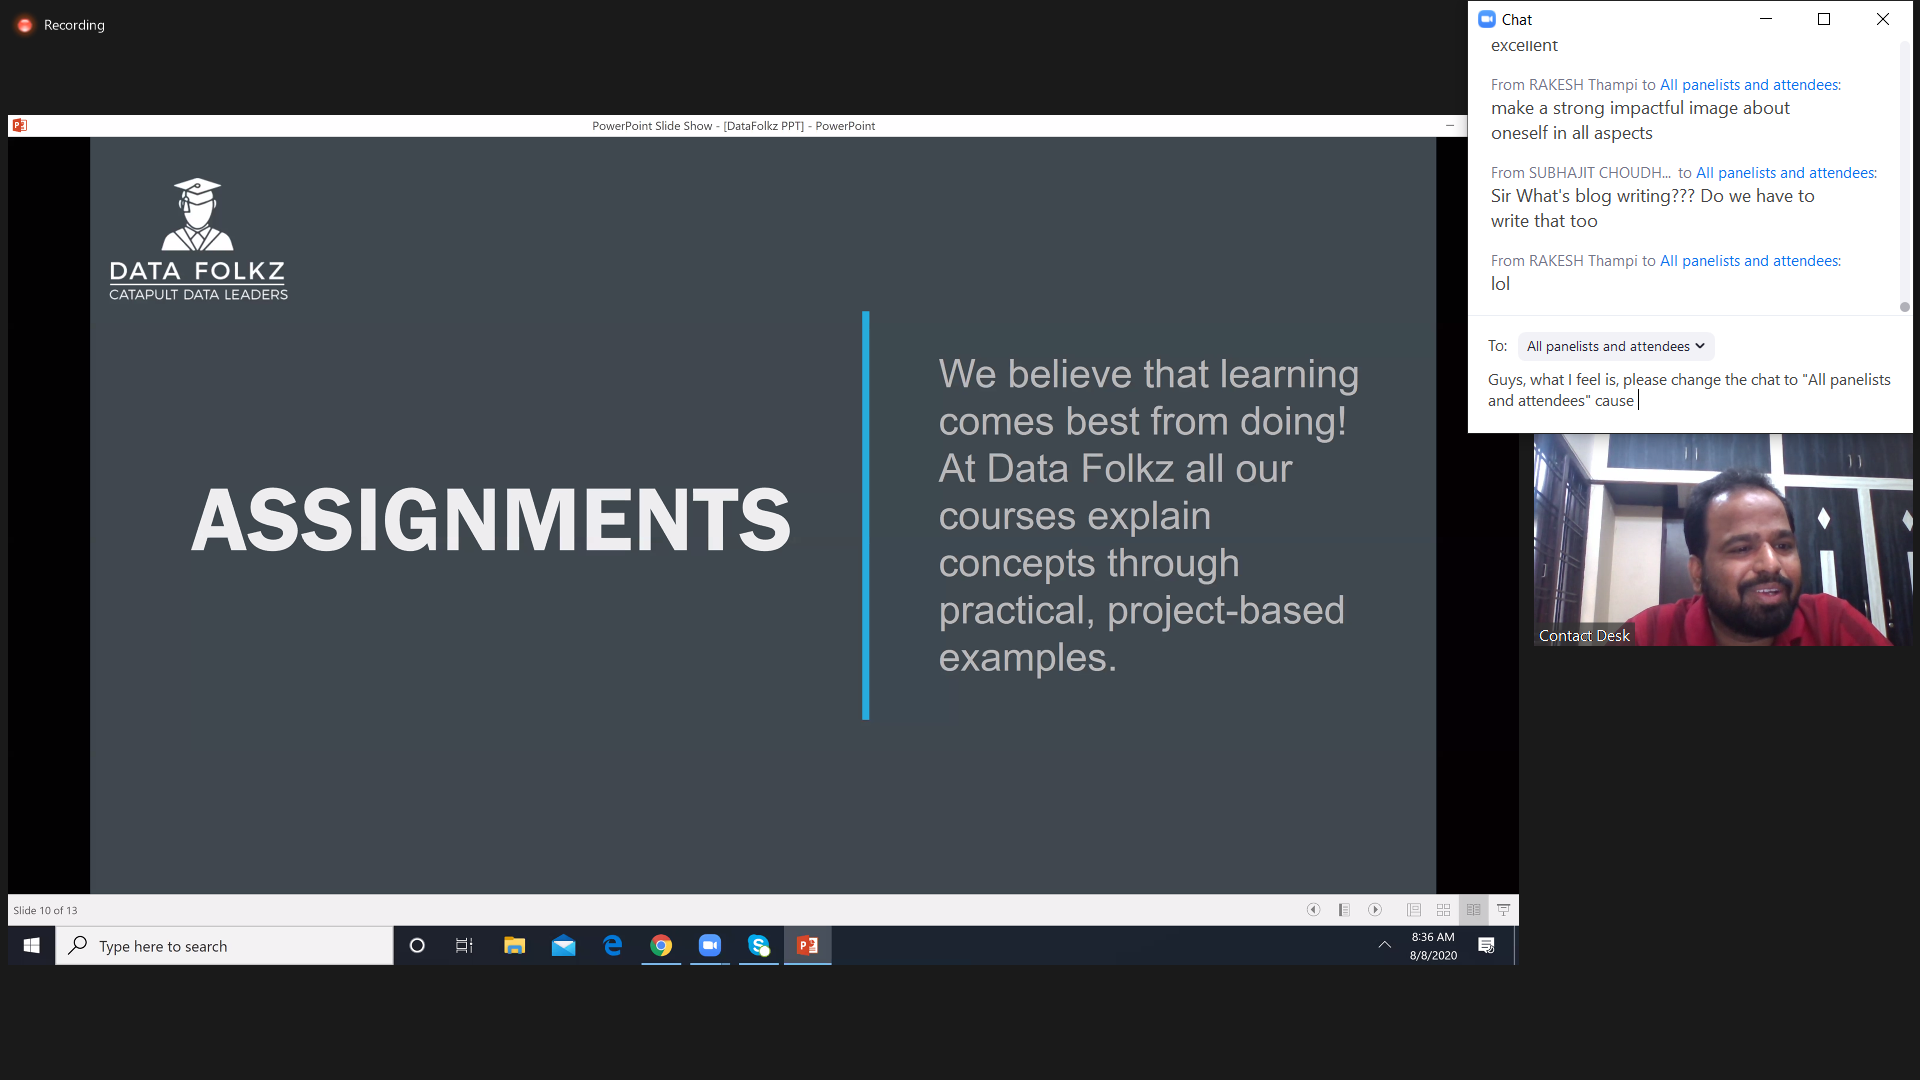 Recording
Chat
excellent
From RAKESH Thampi to All panelists and attendees:
make a strong impactful image about
oneself in all aspects
From SUBHAJIT CHOUDH... to All panelists and attendees:
Sir What's blog writing??? Do we have to
write that too
From RAKESH Thampi to All panelists and attendees:
lol
To: All panelists and attendees
Guys, what I feel is, please change the chat to "All panelists
and attendees" cause
PowerPoint Slide Show - [DataFolkz PPT] - PowerPoint
DATA FOLKZ
CATAPULT DATA LEADERS
ASSIGNMENTS
We believe that learning
comes best from doing!
At Data Folkz all our
courses explain
concepts through
practical, project-based
examples.
Contact Desk
Slide 10 of 13
Type here to search
8:36 AM
8/8/2020